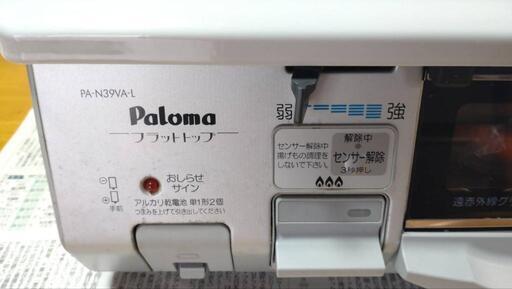 PA-N39VA-L
Paloma
フラットトップ
弱
強
センサー解除中
揚げもの調理を
しないで下さい。
解除中
センサー解除
3秒押し
おしらせ
サイン
手前
アルカリ乾電池 単1形2個
つまみを上げて引き出してください
遠赤外線グ